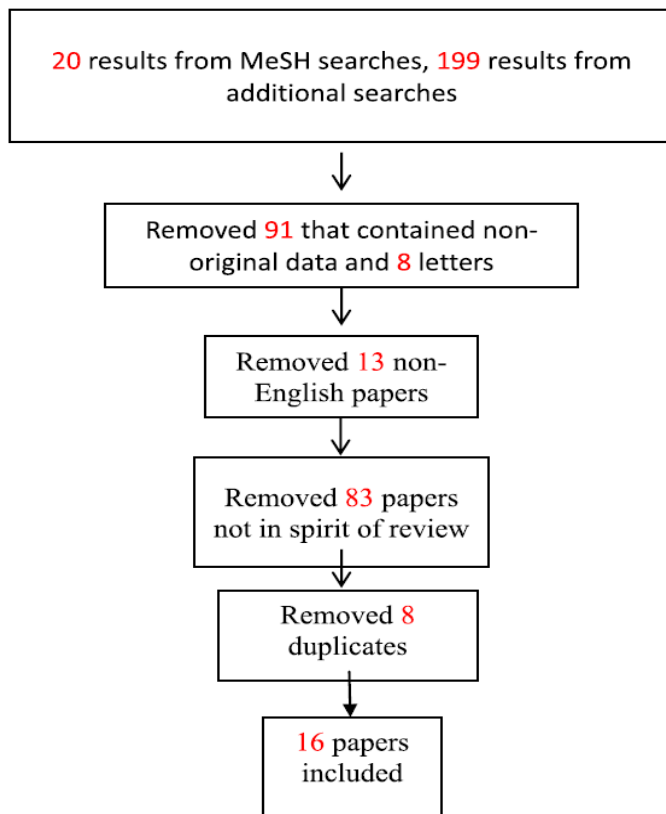 20 results from MeSH searches, 199 results from
additional searches
Removed 91 that contained non-
original data and 8 letters
Removed 13 non-
English papers
Removed 83 papers
not in spirit of review
Removed 8
duplicates
16 papers
included